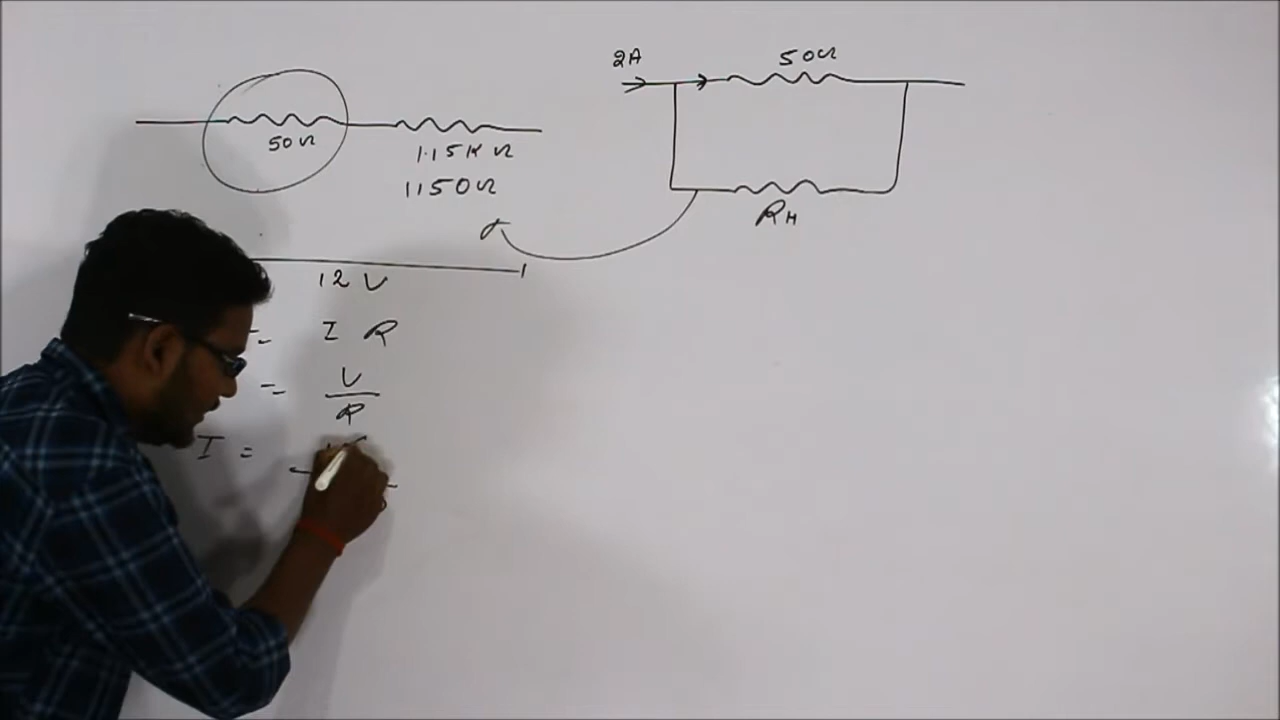 50Ω
1.15KΩ
1150Ω
12 V
= I R
= V
R
I =
2A
50Ω
RH